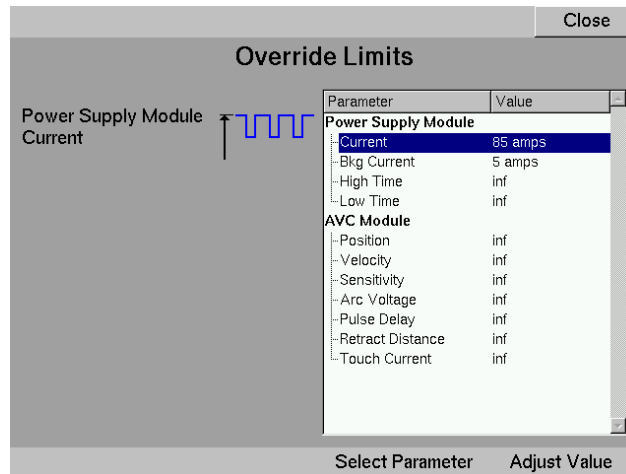 Close
Override Limits
Power Supply Module
Current
Parameter Value
Power Supply Module
Current 85 amps
Bkg Current 5 amps
High Time inf
Low Time inf
AVC Module
Position inf
Velocity inf
Sensitivity inf
Arc Voltage inf
Pulse Delay inf
Retract Distance inf
Touch Current inf
Select Parameter Adjust Value